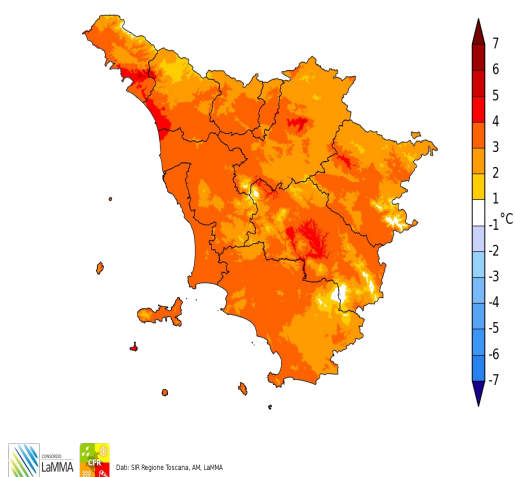 7
6
5
4
3
2
1
-1
-2
-3
-4
-5
-6
-7
°C
CONSORZIO
LaMMA
CFR
Dati: SIR Regione Toscana, AM, LaMMA